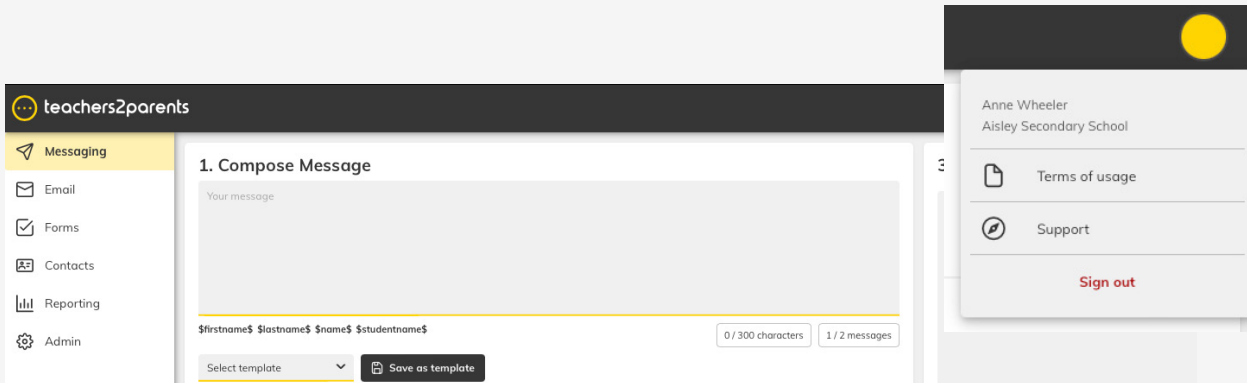 teachers2parents
Messaging
Email
Forms
Contacts
Reporting
Admin
1. Compose Message
Your message
$firstname$ $lastname$ $name$ $studentname$
0 / 300 characters
1 / 2 messages
Select template
Save as template
3
Anne Wheeler
Aisley Secondary School
Terms of usage
Support
Sign out